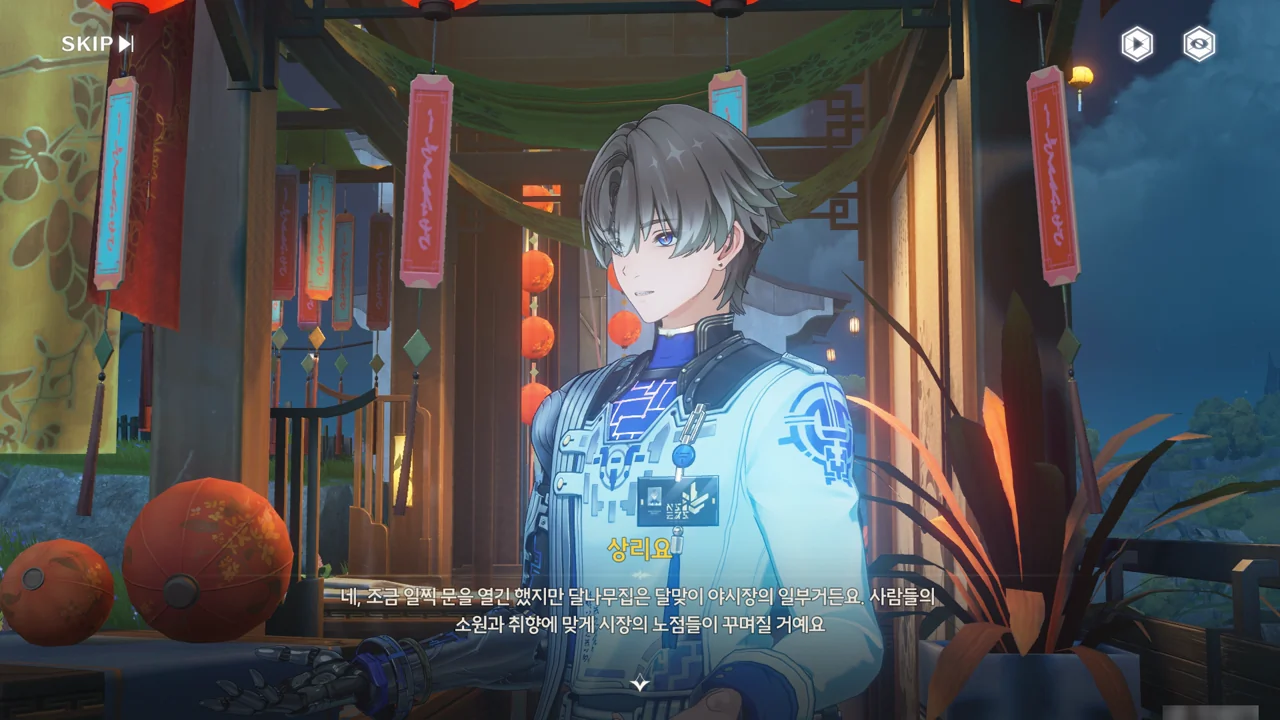 SKIP
상리요
네, 조금 일찍 문을 열긴 했지만 달나무집은 달맞이 야시장의 일부거든요. 사람들의
소원과 취향에 맞게 시장의 노점들이 꾸며질 거예요